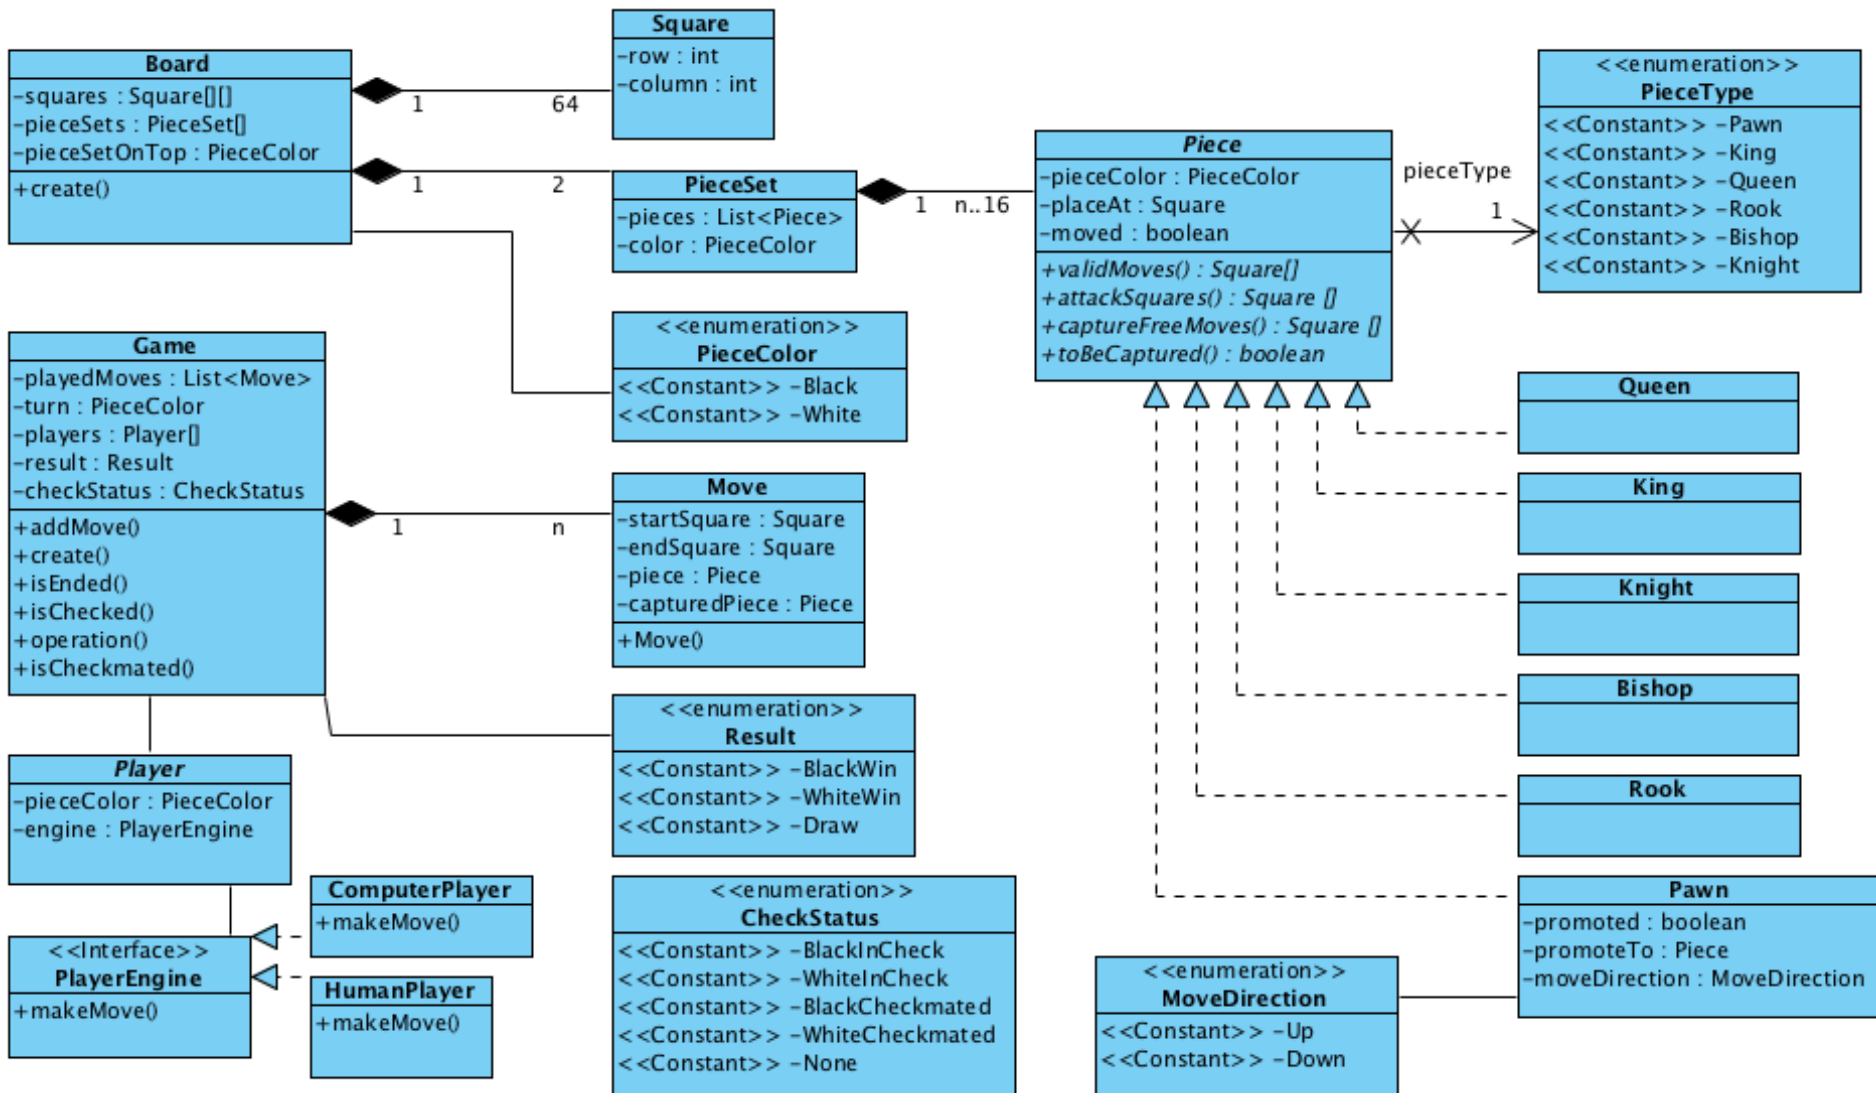 Board
-squares : Square[][]
-pieceSets : PieceSet[]
-pieceSetOnTop : PieceColor
+create()
1
64
1
2
Square
-row : int
-column : int
PieceSet
-pieces : List<Piece>
-color : PieceColor
1
n..16
<<enumeration>>
PieceColor
<<Constant>> -Black
<<Constant>> -White
Piece
-pieceColor : PieceColor
-placeAt : Square
-moved : boolean
+validMoves() : Square[]
+attackSquares() : Square []
+captureFreeMoves() : Square []
+toBeCaptured() : boolean
pieceType
1
<<enumeration>>
PieceType
<<Constant>> -Pawn
<<Constant>> -King
<<Constant>> -Queen
<<Constant>> -Rook
<<Constant>> -Bishop
<<Constant>> -Knight
Game
-playedMoves : List<Move>
-turn : PieceColor
-players : Player[]
-result : Result
-checkStatus : CheckStatus
+addMove()
+create()
+isEnded()
+isChecked()
+operation()
+isCheckmated()
1
n
Move
-startSquare : Square
-endSquare : Square
-piece : Piece
-capturedPiece : Piece
+Move()
<<enumeration>>
Result
<<Constant>> -BlackWin
<<Constant>> -WhiteWin
<<Constant>> -Draw
Player
-pieceColor : PieceColor
-engine : PlayerEngine
<<Interface>>
PlayerEngine
+makeMove()
ComputerPlayer
+makeMove()
HumanPlayer
+makeMove()
<<enumeration>>
CheckStatus
<<Constant>> -BlackInCheck
<<Constant>> -WhiteInCheck
<<Constant>> -BlackCheckmated
<<Constant>> -WhiteCheckmated
<<Constant>> -None
Queen
King
Knight
Bishop
Rook
Pawn
-promoted : boolean
-promoteTo : Piece
-moveDirection : MoveDirection
<<enumeration>>
MoveDirection
<<Constant>> -Up
<<Constant>> -Down